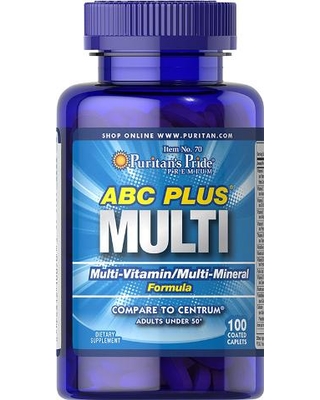 SHOP ONLINE WWW.PURITAN.COM
Item No. 70
Puritan's Pride®
PREMIUM
ABC PLUS®
MULTI
Multi-Vitamin/Multi-Mineral
Formula
COMPARE TO CENTRUM®
ADULTS UNDER 50*
DIETARY
SUPPLEMENT
100
COATED
CAPLETS